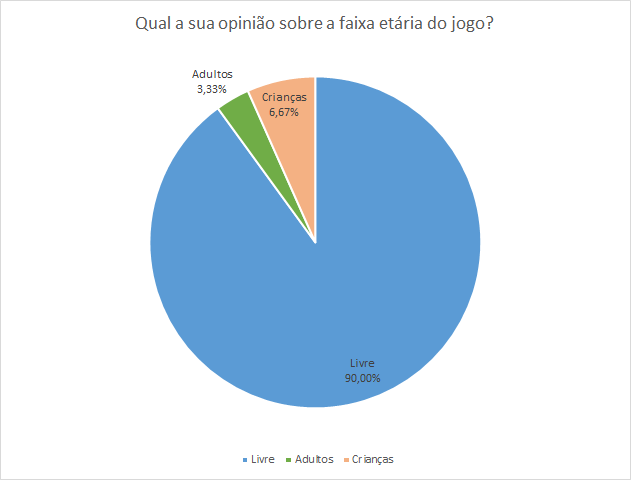 Qual a sua opinião sobre a faixa etária do jogo?
Adultos
3,33%
Crianças
6,67%
Livre
90,00%
Livre Adultos Crianças